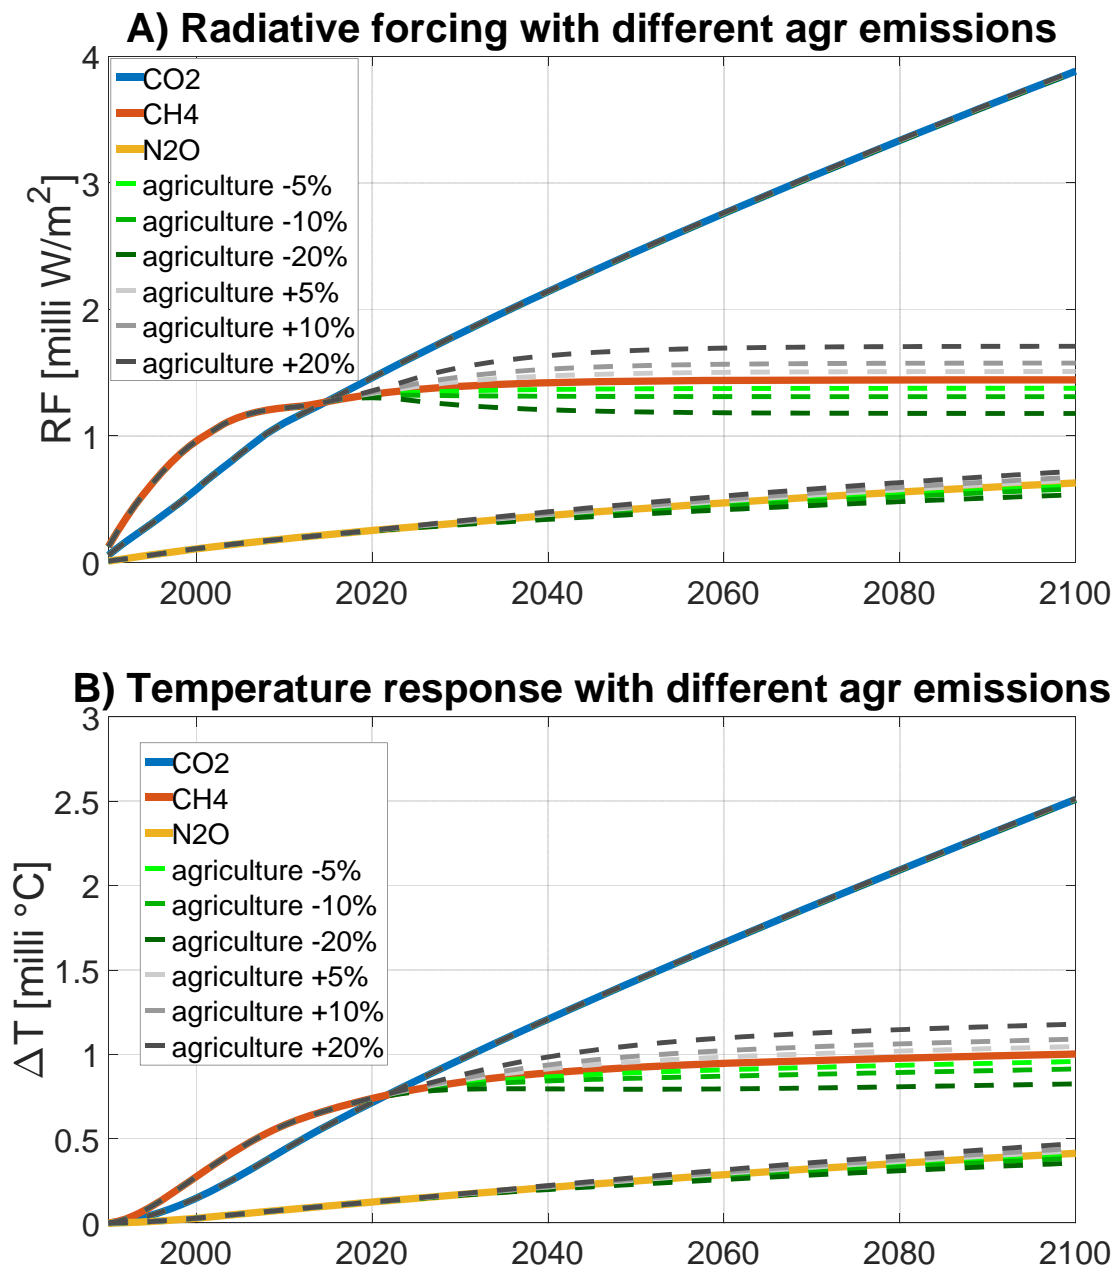 A) Radiative forcing with different agr emissions
RF [milli W/m²]
4
3
2
1
0
CO2
CH4
N2O
agriculture -5%
agriculture -10%
agriculture -20%
agriculture +5%
agriculture +10%
agriculture +20%
2000 2020 2040 2060 2080 2100
B) Temperature response with different agr emissions
ΔT [milli °C]
3
2.5
2
1.5
1
0.5
0
CO2
CH4
N2O
agriculture -5%
agriculture -10%
agriculture -20%
agriculture +5%
agriculture +10%
agriculture +20%
2000 2020 2040 2060 2080 2100